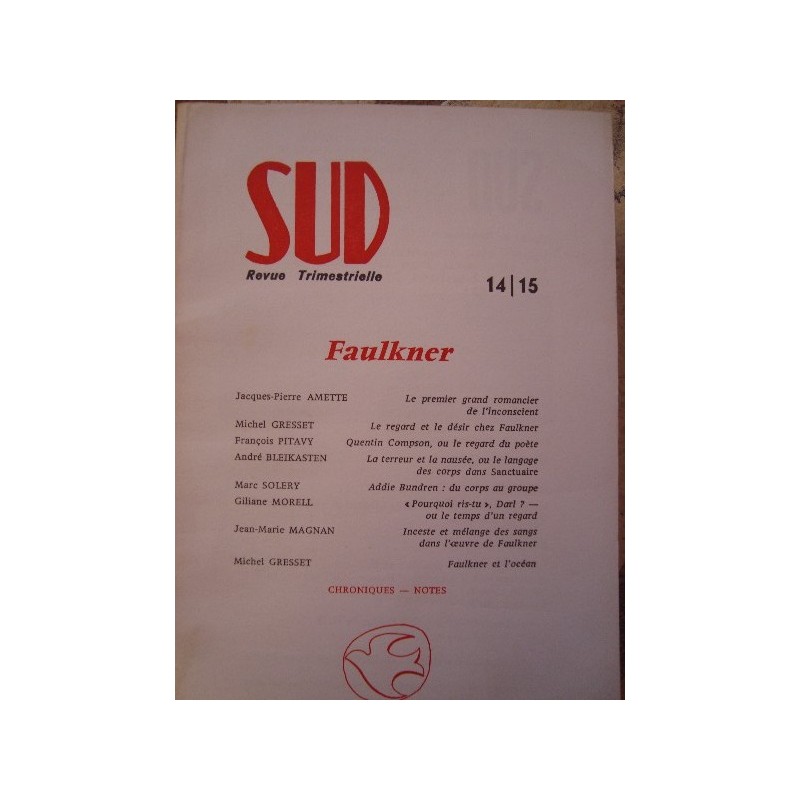 SUD
Revue Trimestrielle
14|15
Faulkner
Jacques-Pierre AMETTE Le premier grand romancier
de l'inconscient
Michel GRESSET Le regard et le désir chez Faulkner
François PITAVY Quentin Compson, ou le regard du poète
André BLEIKASTEN La terreur et la nausée, ou le langage
des corps dans Sanctuaire
Marc SOLERY Addie Bundren : du corps au groupe
Giliane MORELL « Pourquoi ris-tu », Darl ? —
ou le temps d'un regard
Jean-Marie MAGNAN Inceste et mélange des sangs
dans l'œuvre de Faulkner
Michel GRESSET Faulkner et l'océan
CHRONIQUES — NOTES